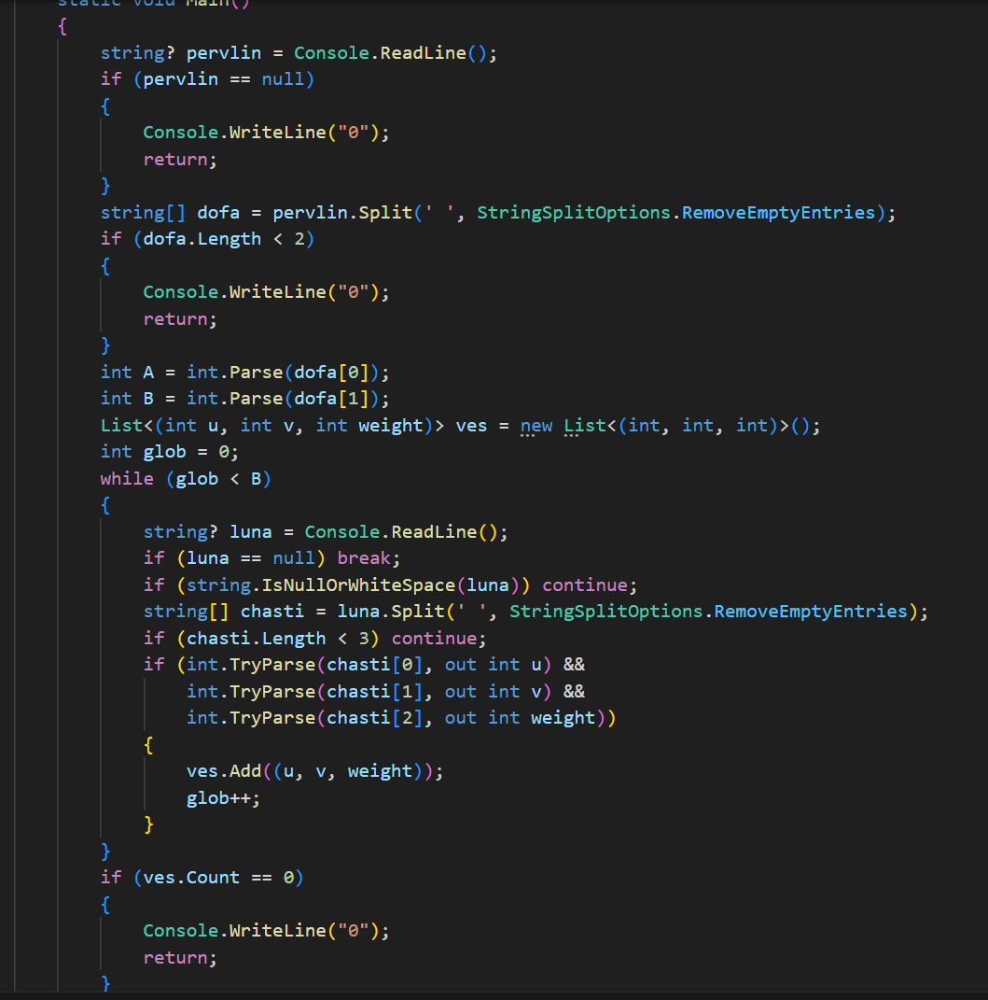 static void Main()
{
string? pervlin = Console.ReadLine();
if (pervlin == null)
{
Console.WriteLine("0");
return;
}
string[] dofa = pervlin.Split(' ', StringSplitOptions.RemoveEmptyEntries);
if (dofa.Length < 2)
{
Console.WriteLine("0");
return;
}
int A = int.Parse(dofa[0]);
int B = int.Parse(dofa[1]);
List<(int u, int v, int weight)> ves = new List<(int, int, int)>();
int glob = 0;
while (glob < B)
{
string? luna = Console.ReadLine();
if (luna == null) break;
if (string.IsNullOrWhiteSpace(luna)) continue;
string[] chasti = luna.Split(' ', StringSplitOptions.RemoveEmptyEntries);
if (chasti.Length < 3) continue;
if (int.TryParse(chasti[0], out int u) &&
int.TryParse(chasti[1], out int v) &&
int.TryParse(chasti[2], out int weight))
{
ves.Add((u, v, weight));
glob++;
}
}
if (ves.Count == 0)
{
Console.WriteLine("0");
return;
}